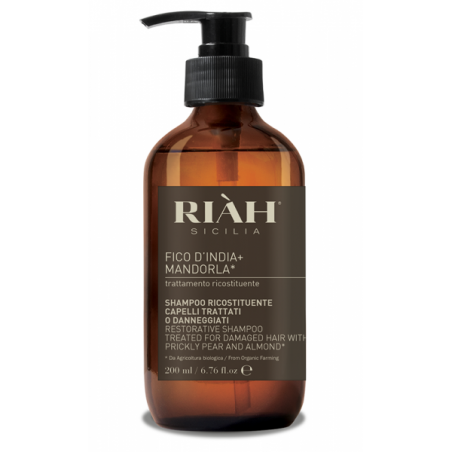 RIÀH®
SICILIA
FICO D'INDIA+
MANDORLA*
trattamento ricostituente
SHAMPOO RICOSTITUENTE
CAPELLI TRATTATI
O DANNEGGIATI
RESTORATIVE SHAMPOO
TREATED FOR DAMAGED HAIR WITH
PRICKLY PEAR AND ALMOND*
* Da Agricoltura biologica / From Organic Farming
200 ml / 6.76 fl.oz ℮